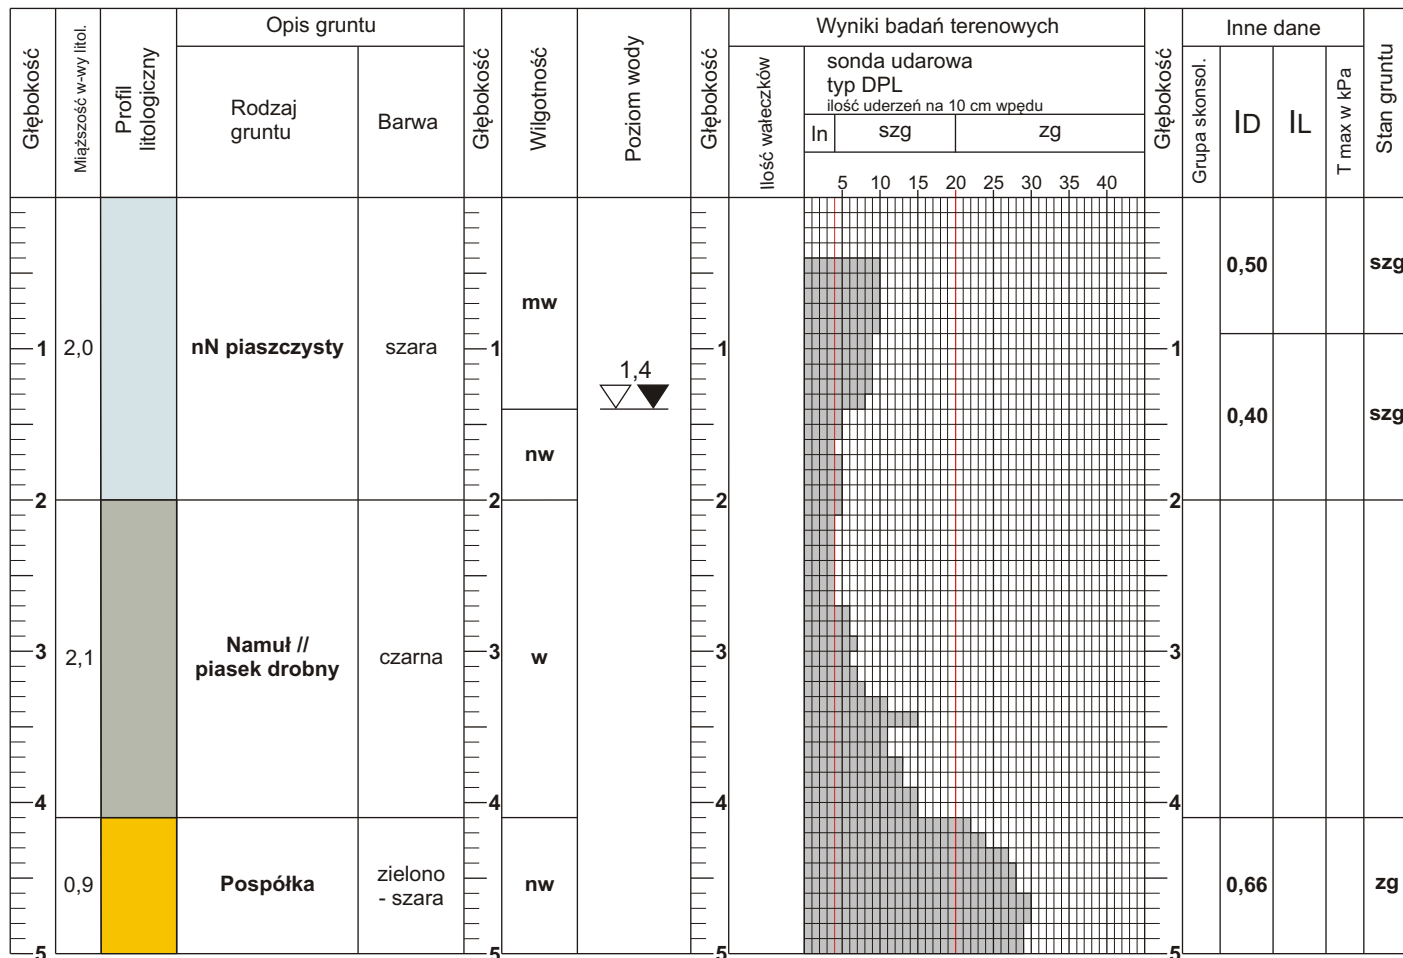 Głębokość
Miąższość w-wy litol.
Profil
litologiczny
Opis gruntu
Rodzaj
gruntu
Barwa
Głębokość
Wilgotność
Poziom wody
Głębokość
Wyniki badań terenowych
Ilość wałeczków
sonda udarowa
typ DPL
ilość uderzeń na 10 cm wpędu
ln szg zg
5 10 15 20 25 30 35 40
Głębokość
Inne dane
Grupa skonsol.
ID
IL
T max w kPa
Stan gruntu
0,50 szg
mw
1 2,0 nN piaszczysty szara 1 1 1
1,4
0,40 szg
nw
2 2 2 2
Namuł //
piasek drobny
3 2,1 czarna 3 w 3 3
4 4 4 4
0,9 Pospółka zielono
- szara
nw 0,66 zg
5 5 5 5